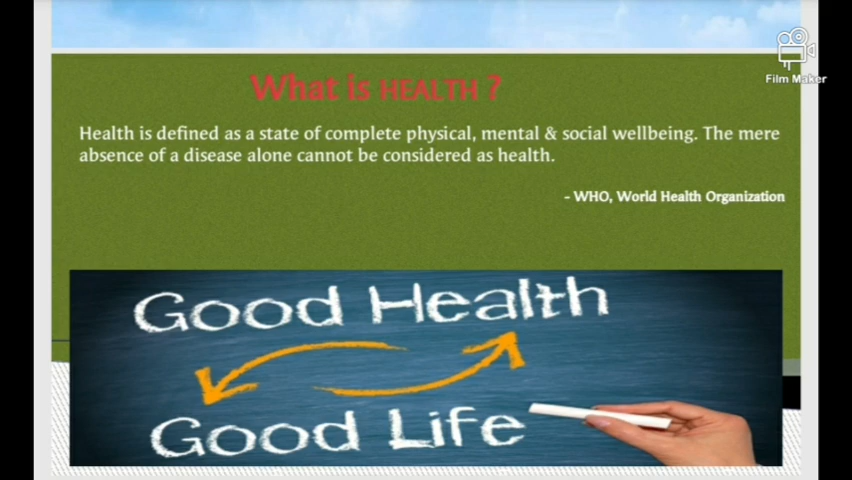 Film Maker
What is HEALTH ?
Health is defined as a state of complete physical, mental & social wellbeing. The mere
absence of a disease alone cannot be considered as health.
- WHO, World Health Organization
Good Health
Good Life